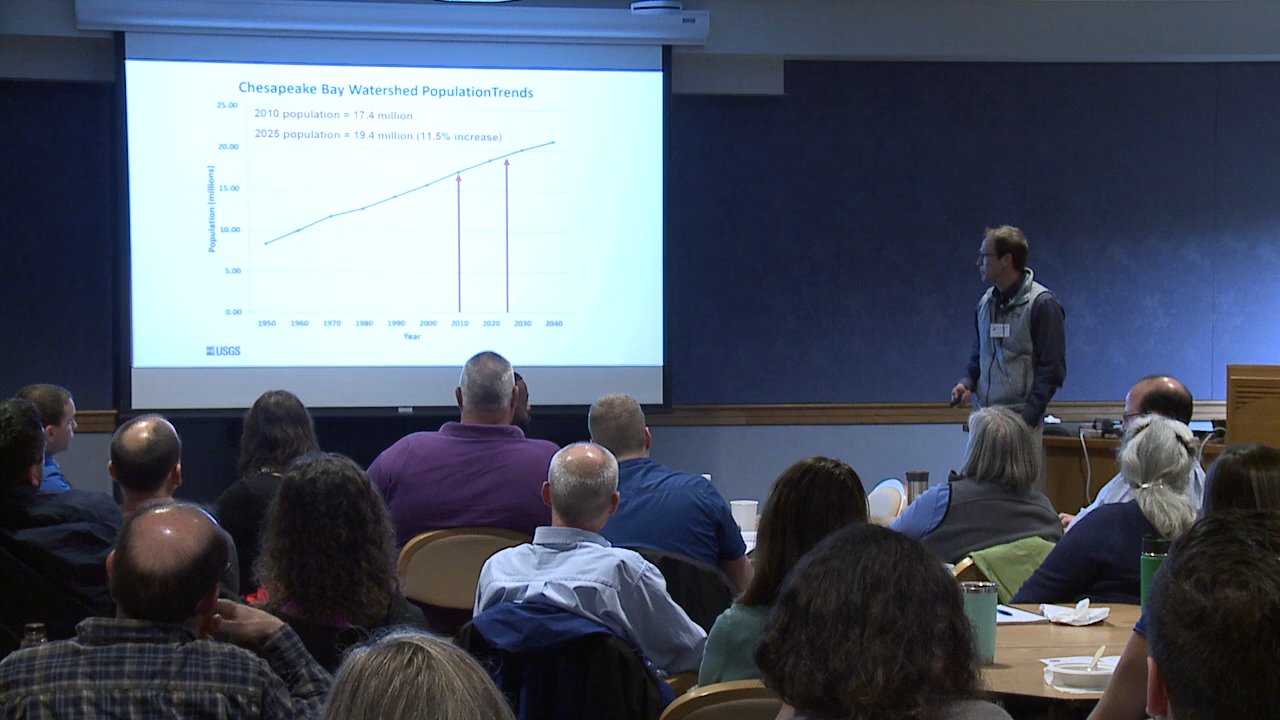 Chesapeake Bay Watershed PopulationTrends
25.00
2010 population = 17.4 million
2025 population = 19.4 million (11.5% increase)
20.00
15.00
10.00
5.00
0.00
Population (millions)
1950 1960 1970 1980 1990 2000 2010 2020 2030 2040
Year
USGS